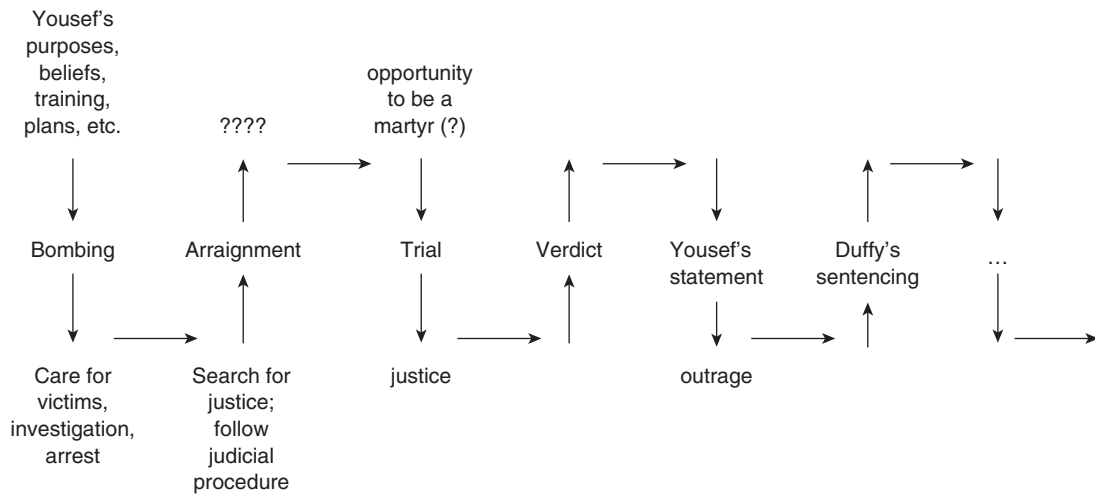 Yousef's
purposes,
beliefs,
training,
plans, etc.
????
opportunity
to be a
martyr (?)
Bombing
Arraignment
Trial
Verdict
Yousef's
statement
Duffy's
sentencing
...
Care for
victims,
investigation,
arrest
Search for
justice;
follow
judicial
procedure
justice
outrage